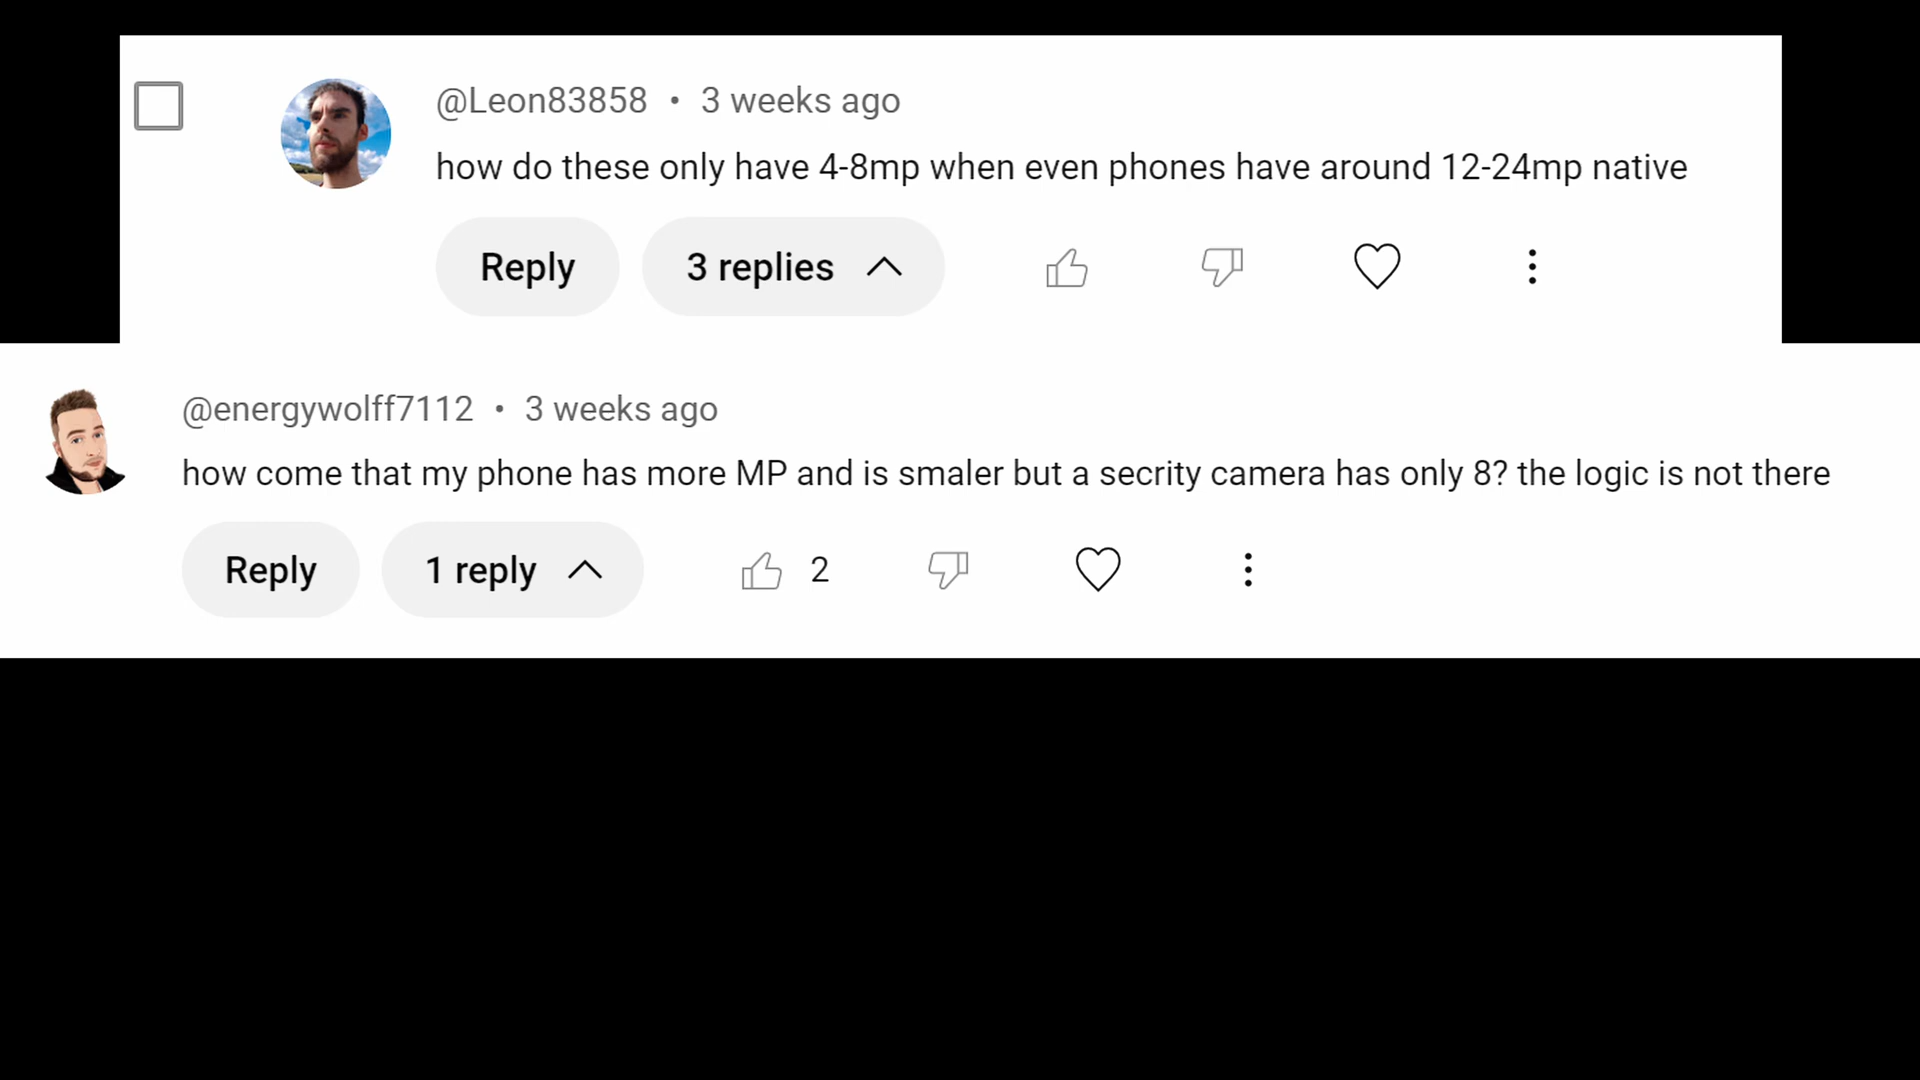 @Leon83858 • 3 weeks ago
how do these only have 4-8mp when even phones have around 12-24mp native
Reply 3 replies
@energywolff7112 • 3 weeks ago
how come that my phone has more MP and is smaler but a secrity camera has only 8? the logic is not there
Reply 1 reply 2